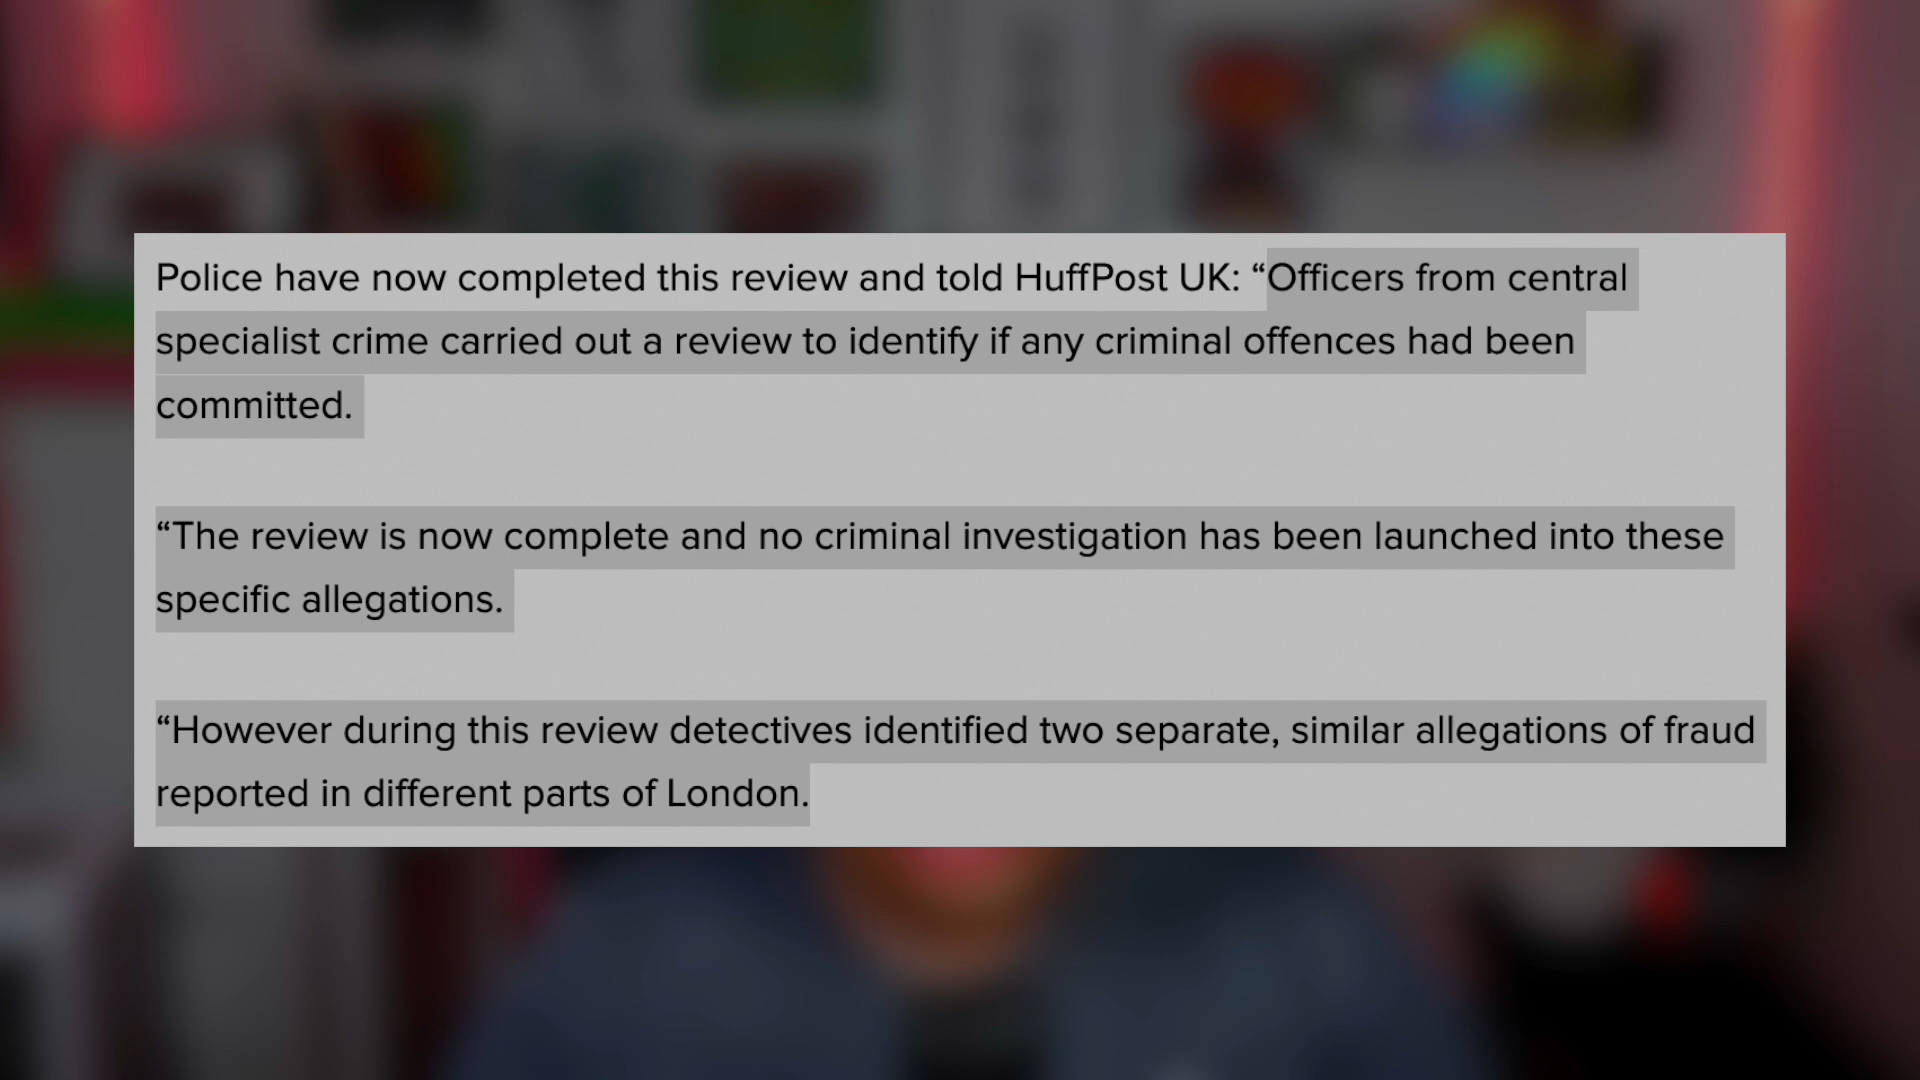 Police have now completed this review and told HuffPost UK: “Officers from central
specialist crime carried out a review to identify if any criminal offences had been
committed.
“The review is now complete and no criminal investigation has been launched into these
specific allegations.
“However during this review detectives identified two separate, similar allegations of fraud
reported in different parts of London.